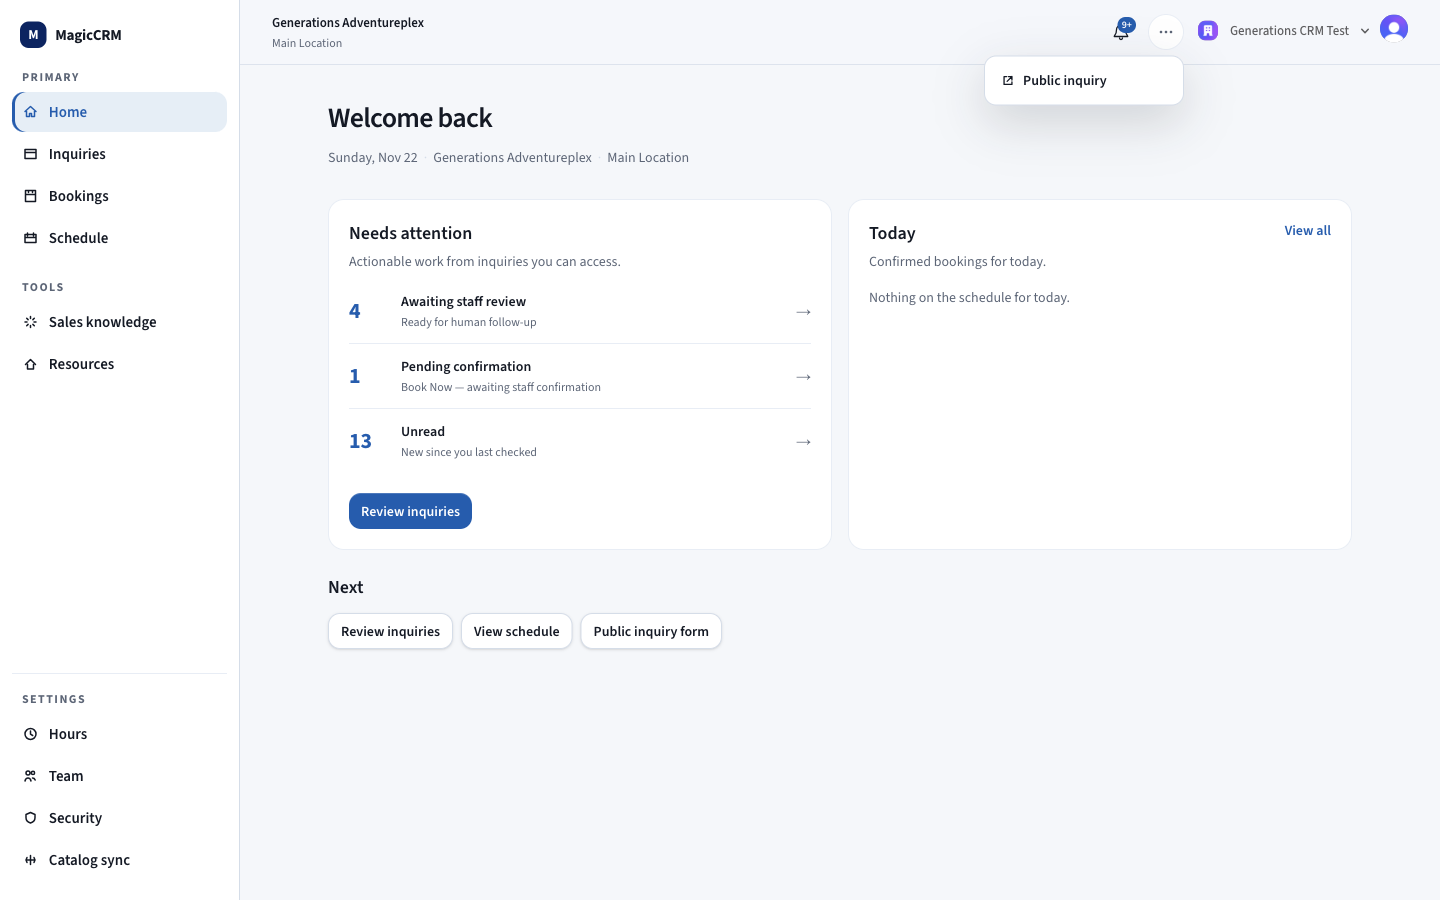 M MagicCRM
PRIMARY
Home
Inquiries
Bookings
Schedule
TOOLS
Sales knowledge
Resources
SETTINGS
Hours
Team
Security
Catalog sync
Generations Adventureplex
Main Location
9+
Generations CRM Test
Public inquiry
Welcome back
Sunday, Nov 22 · Generations Adventureplex · Main Location
Needs attention
Actionable work from inquiries you can access.
4 Awaiting staff review →
Ready for human follow-up
1 Pending confirmation →
Book Now — awaiting staff confirmation
13 Unread →
New since you last checked
Review inquiries
Today View all
Confirmed bookings for today.
Nothing on the schedule for today.
Next
Review inquiries View schedule Public inquiry form